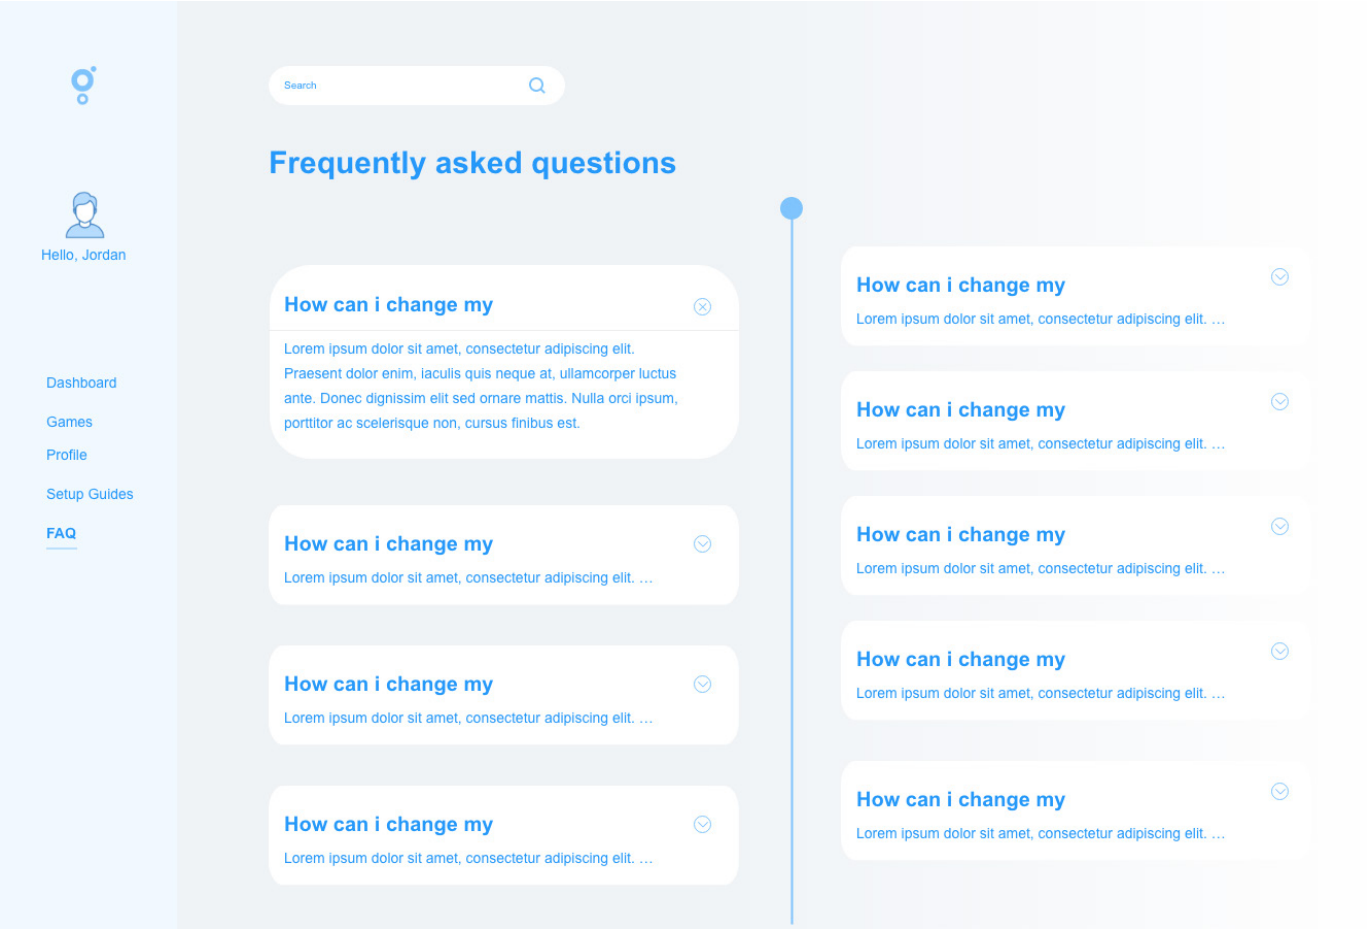 Search
Frequently asked questions
Hello, Jordan
Dashboard
Games
Profile
Setup Guides
FAQ
How can i change my
Lorem ipsum dolor sit amet, consectetur adipiscing elit.
Praesent dolor enim, iaculis quis neque at, ullamcorper luctus
ante. Donec dignissim elit sed ornare mattis. Nulla orci ipsum,
porttitor ac scelerisque non, cursus finibus est.
How can i change my
Lorem ipsum dolor sit amet, consectetur adipiscing elit. ...
How can i change my
Lorem ipsum dolor sit amet, consectetur adipiscing elit. ...
How can i change my
Lorem ipsum dolor sit amet, consectetur adipiscing elit. ...
How can i change my
Lorem ipsum dolor sit amet, consectetur adipiscing elit. ...
How can i change my
Lorem ipsum dolor sit amet, consectetur adipiscing elit. ...
How can i change my
Lorem ipsum dolor sit amet, consectetur adipiscing elit. ...
How can i change my
Lorem ipsum dolor sit amet, consectetur adipiscing elit. ...
How can i change my
Lorem ipsum dolor sit amet, consectetur adipiscing elit. ...